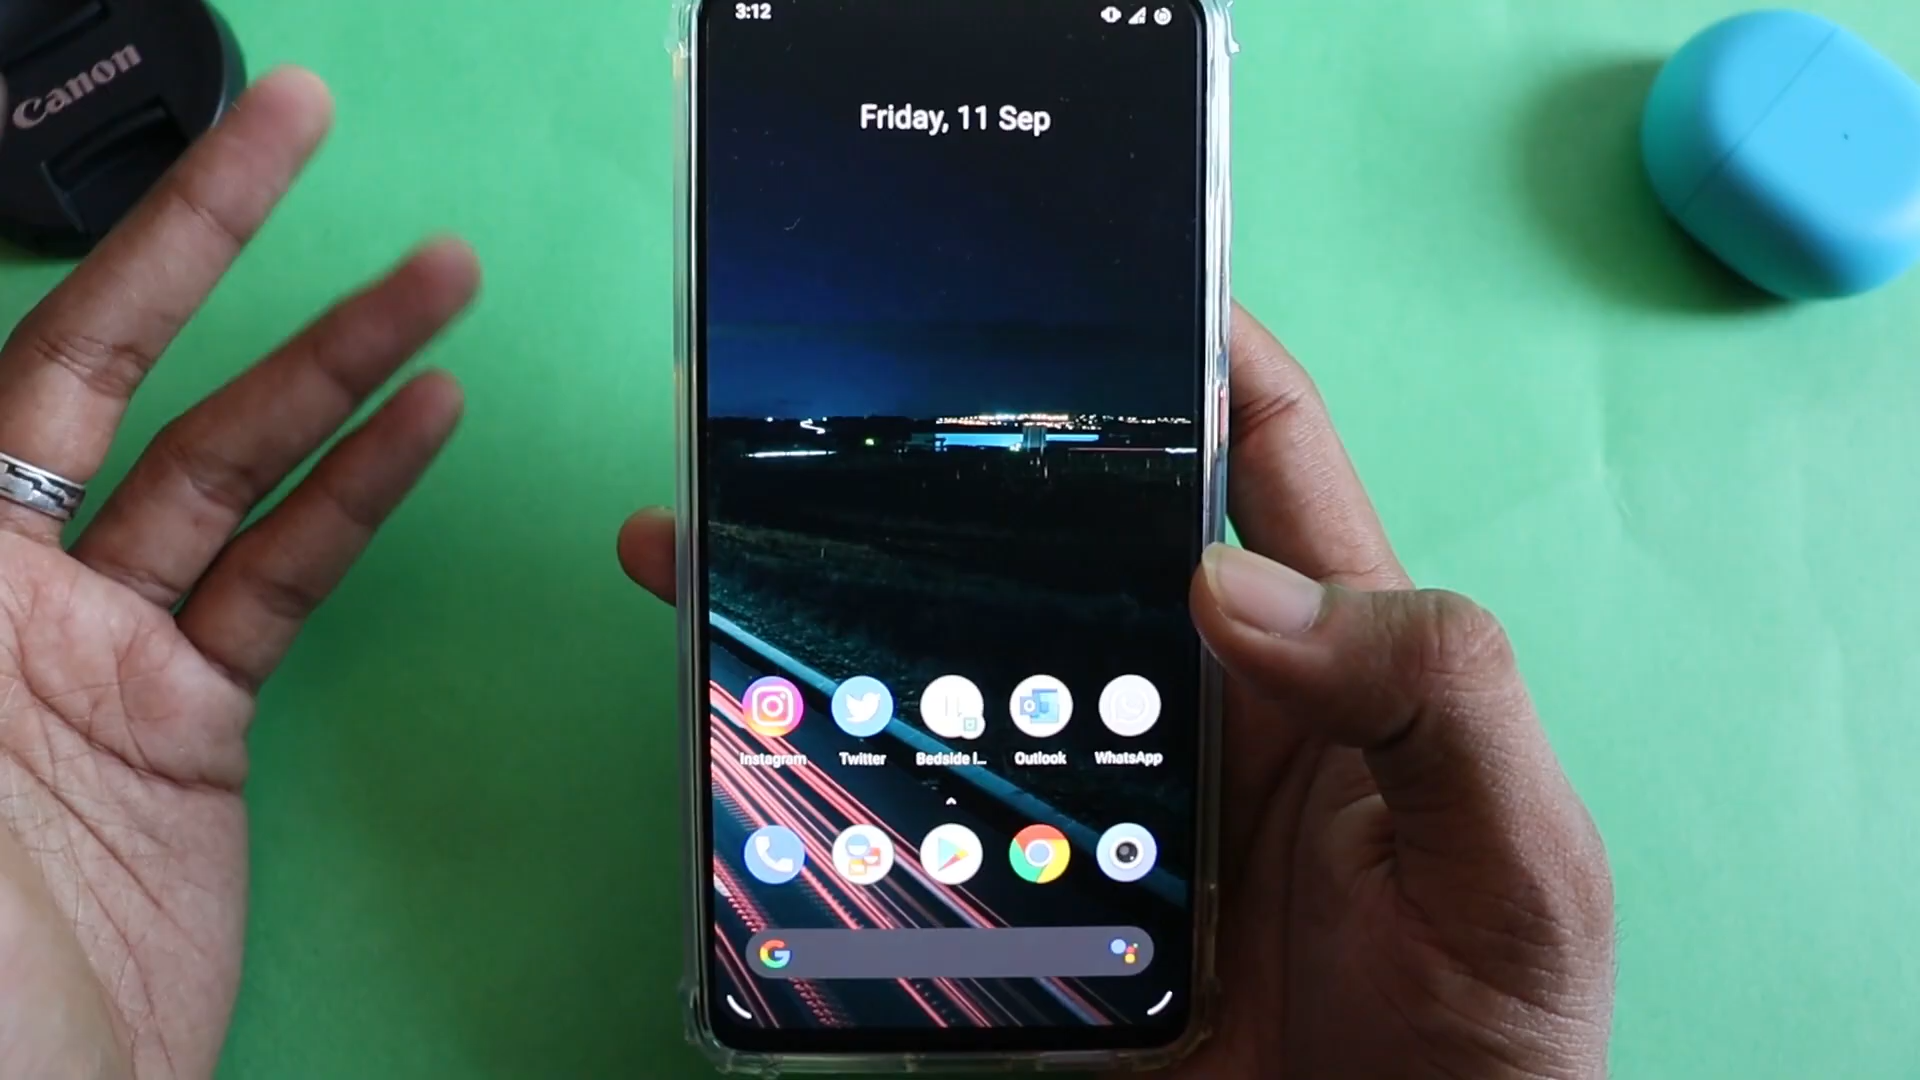 Canon
3:12
Friday, 11 Sep
Instagram
Twitter
Bedside I...
Outlook
WhatsApp